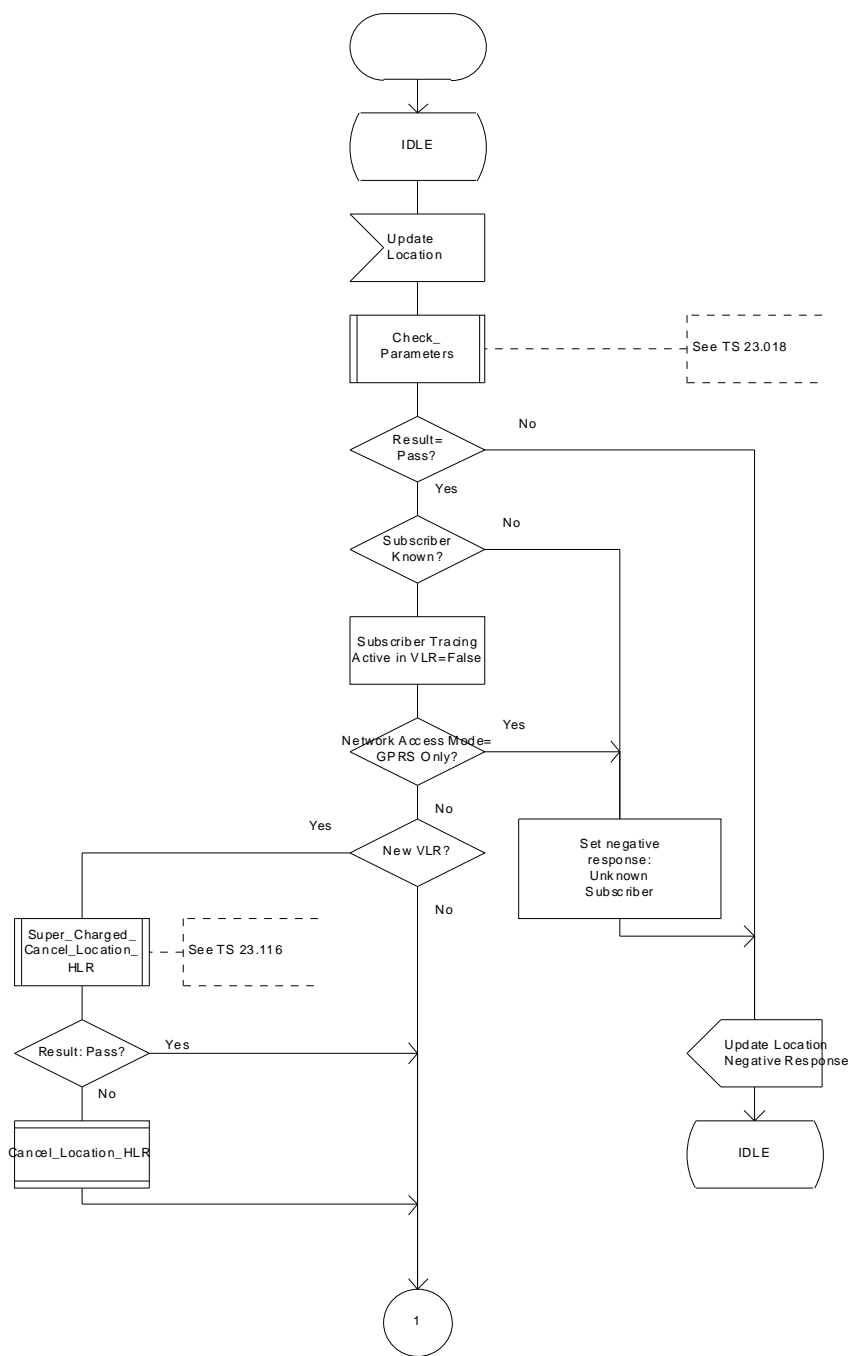 IDLE
Update
Location
Check_
Parameters
See TS 23.018
Result=
Pass?
No
Yes
Subscriber
Known?
No
Subscriber Tracing
Active in VLR=False
Network Access Mode=
GPRS Only?
Yes
No
Yes
New VLR?
No
Set negative
response:
Unknown
Subscriber
Super_Charged_
Cancel_Location_
HLR
See TS 23.116
Result: Pass?
Yes
No
Cancel_Location_HLR
Update Location
Negative Response
IDLE
1